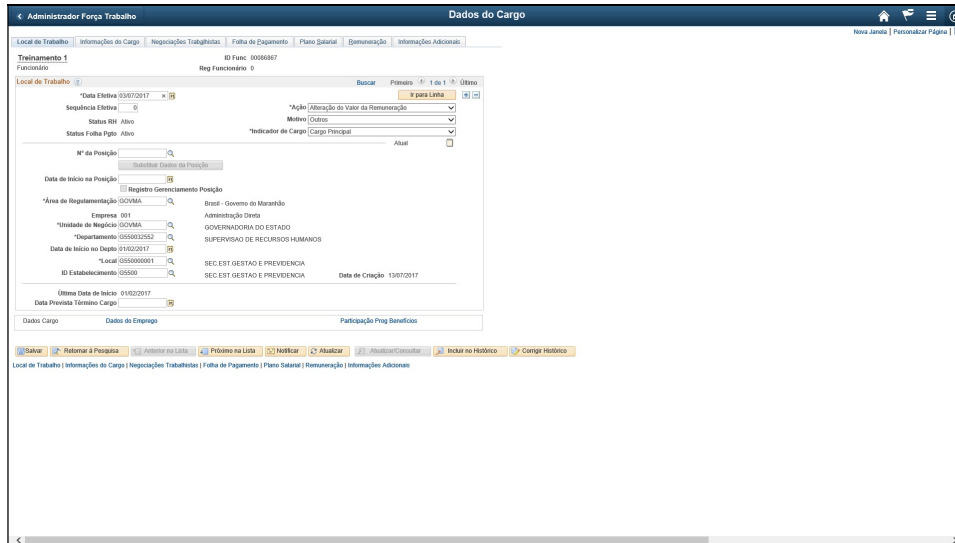 Administrador Força Trabalho
Dados do Cargo
Nova Janela | Personalizar Página |
Local de Trabalho Informações do Cargo Negociações Trabalhistas Folha de Pagamento Plano Salarial Remuneração Informações Adicionais
Treinamento 1 ID Func 00086867
Funcionário Reg Funcionário 0
Local de Trabalho Buscar Primeiro 1 de 1 Último
*Data Efetiva 03/07/2017 Ir para Linha
Sequência Efetiva 0 *Ação Alteração do Valor da Remuneração
Status RH Ativo Motivo Outros
Status Folha Pgto Ativo *Indicador de Cargo Cargo Principal
Atual
Nº da Posição
Substituir Dados da Posição
Data de Início na Posição
Registro Gerenciamento Posição
*Área de Regulamentação GOVMA Brasil - Governo do Maranhão
Empresa 001 Administração Direta
*Unidade de Negócio GOVMA GOVERNADORIA DO ESTADO
*Departamento G550032552 SUPERVISAO DE RECURSOS HUMANOS
Data de Início no Depto 01/02/2017
*Local G550000001 SEC.EST.GESTAO E PREVIDENCIA
ID Estabelecimento G5500 SEC.EST.GESTAO E PREVIDENCIA Data de Criação 13/07/2017
Última Data de Início 01/02/2017
Data Prevista Término Cargo
Dados Cargo Dados do Emprego Participação Prog Benefícios
Salvar Retornar à Pesquisa Anterior na Lista Próximo na Lista Notificar Atualizar Atualizar/Consultar Incluir no Histórico Corrigir Histórico
Local de Trabalho | Informações do Cargo | Negociações Trabalhistas | Folha de Pagamento | Plano Salarial | Remuneração | Informações Adicionais